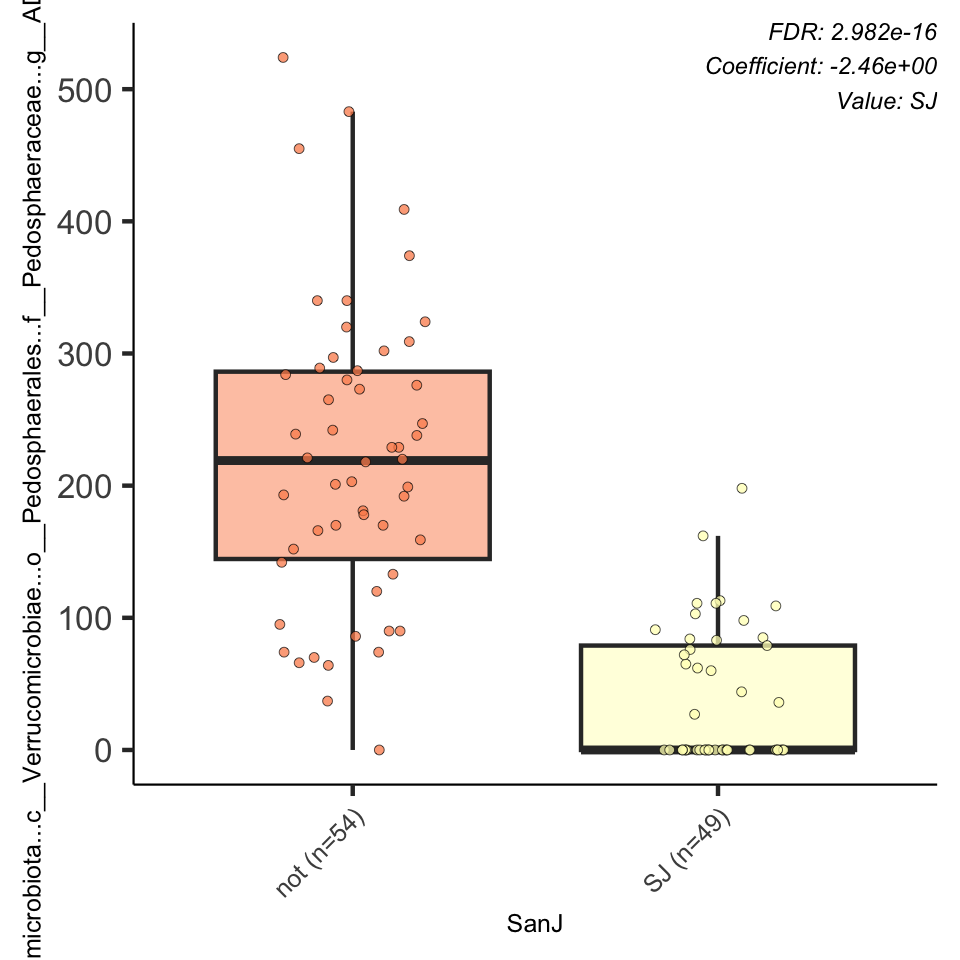 FDR: 2.982e-16
Coefficient: -2.46e+00
Value: SJ
microbiota...c__Verrucomicrobiae...o__Pedosphaerales...f__Pedosphaeraceae...g__AD
500
400
300
200
100
0
not (n=54)
SJ (n=49)
SanJ